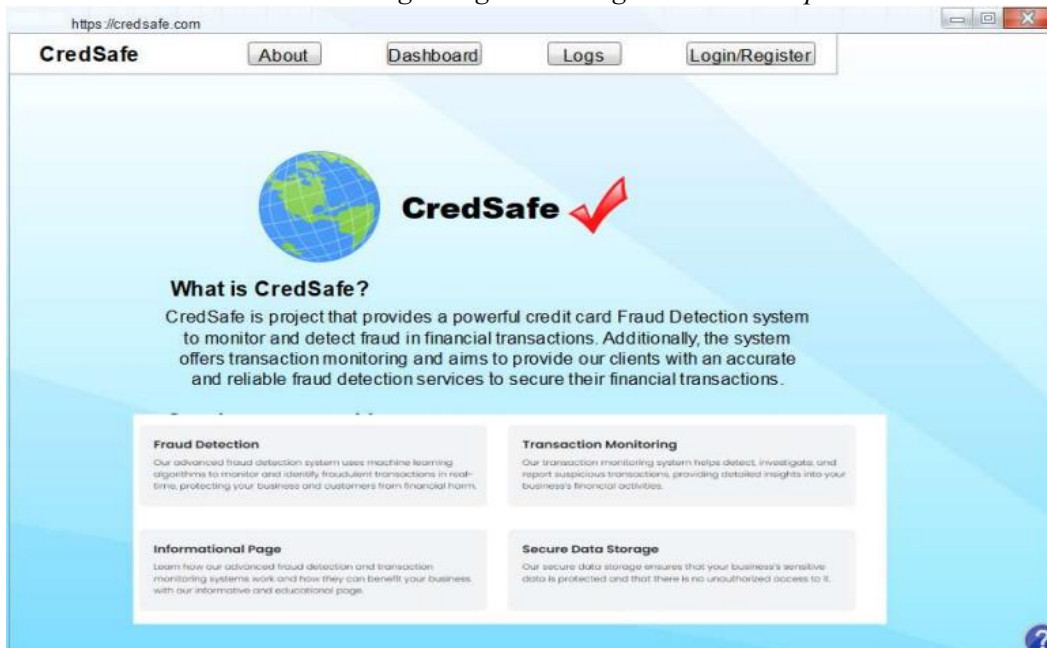 https://credsafe.com
CredSafe About Dashboard Logs Login/Register
CredSafe
What is CredSafe?
CredSafe is project that provides a powerful credit card Fraud Detection system
to monitor and detect fraud in financial transactions. Additionally, the system
offers transaction monitoring and aims to provide our clients with an accurate
and reliable fraud detection services to secure their financial transactions.
Fraud Detection
Our advanced fraud detection system uses machine learning
algorithms to monitor and identify fraudulent transactions in real-
time, protecting your business and customers from financial harm.
Transaction Monitoring
Our transaction monitoring system helps detect, investigate, and
report suspicious transactions, providing detailed insights into your
business's financial activities.
Informational Page
Learn how our advanced fraud detection and transaction
monitoring systems work and how they can benefit your business
with our informative and educational page.
Secure Data Storage
Our secure data storage ensures that your business's sensitive
data is protected and that there is no unauthorized access to it.
?